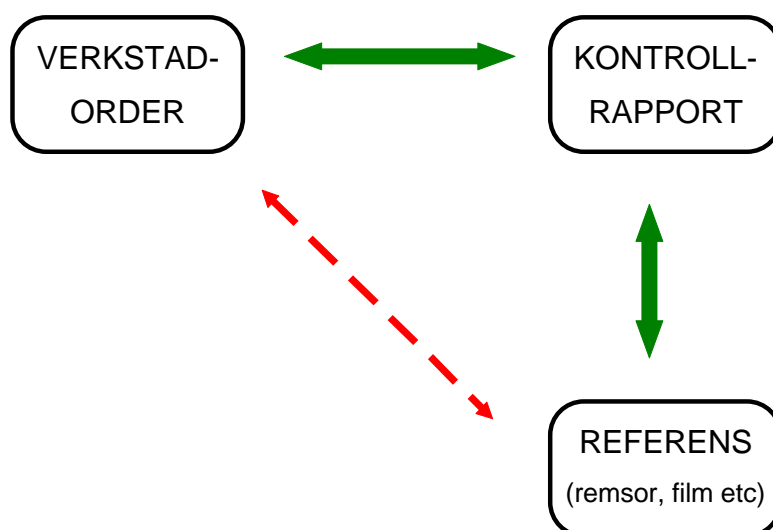 VERKSTAD-
ORDER
KONTROLL-
RAPPORT
REFERENS
(remsor, film etc)